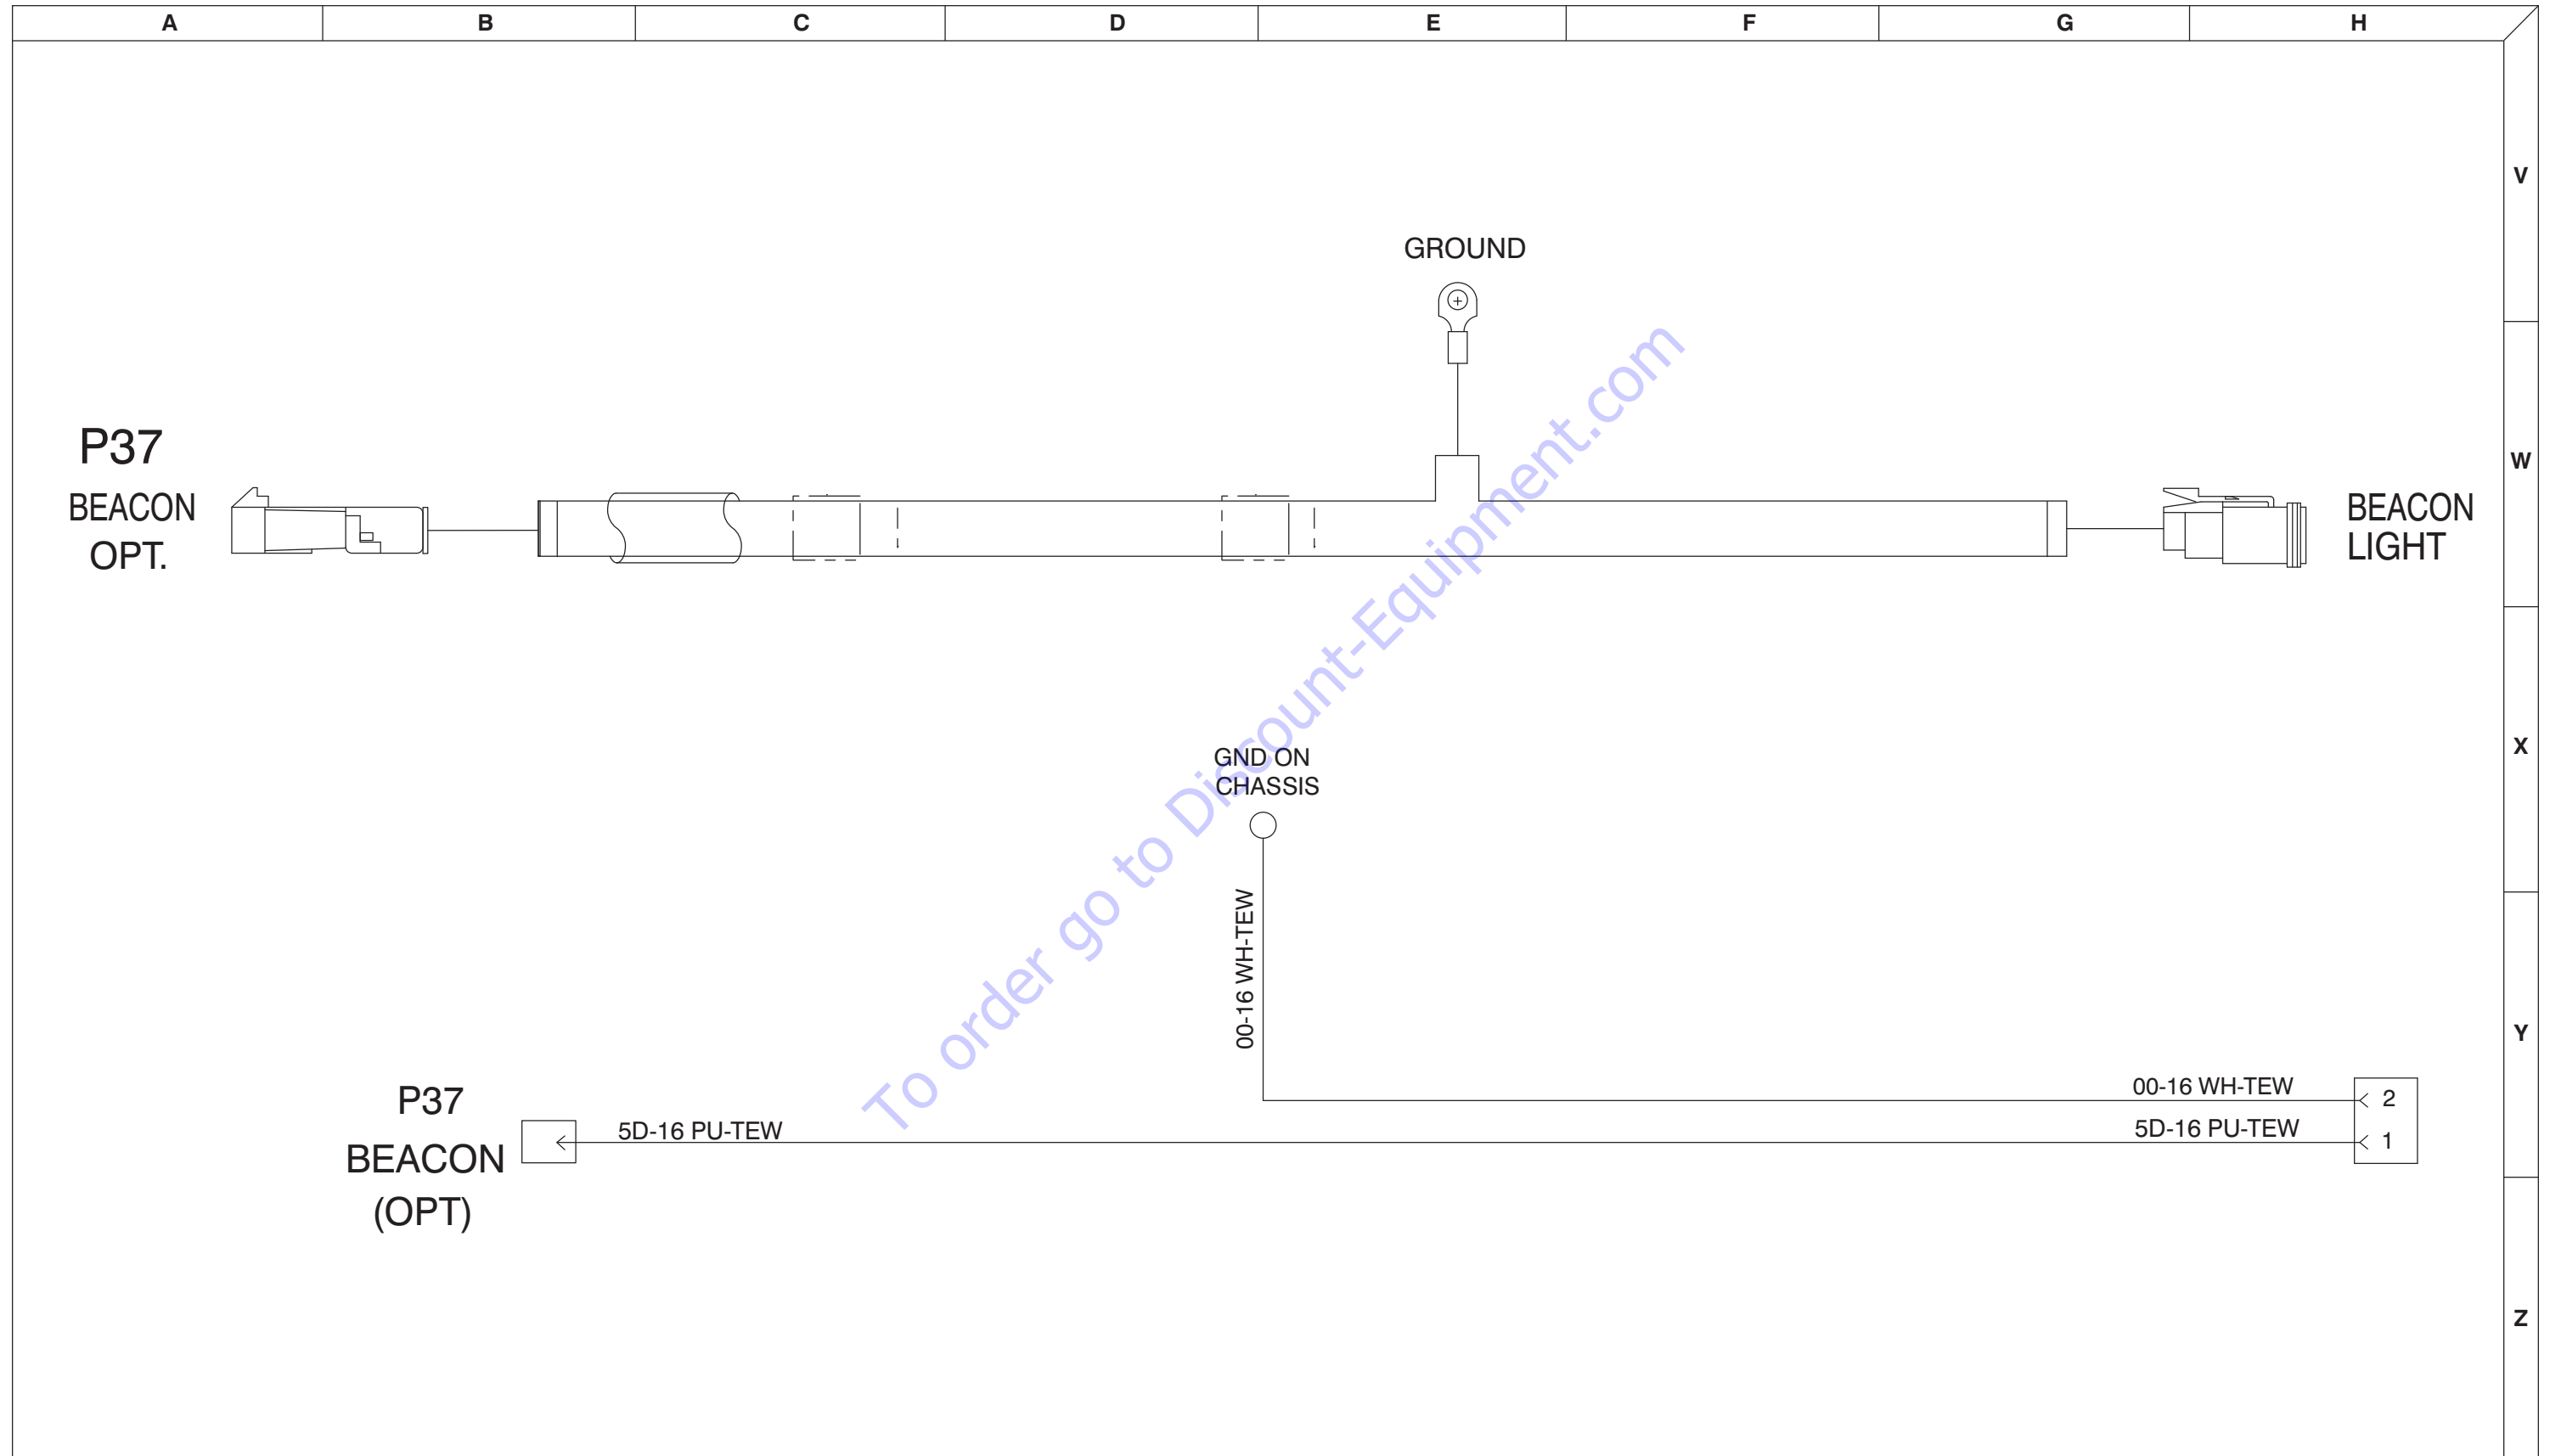 A B C D E F G H
V
GROUND
P37
BEACON
OPT.
BEACON
LIGHT
W
GND ON
CHASSIS
X
00-16 WH-TEW
Y
P37
BEACON
(OPT)
5D-16 PU-TEW
00-16 WH-TEW
2
5D-16 PU-TEW
1
Z
To order go to Discount-Equipment.com